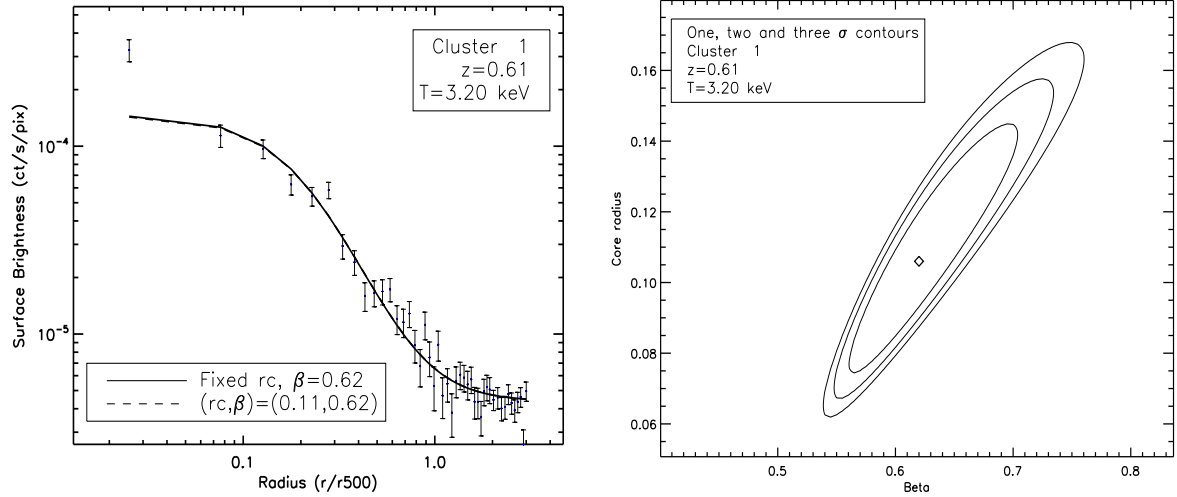 Cluster 1
z=0.61
T=3.20 keV
10⁻⁴
10⁻⁵
Surface Brightness (ct/s/pix)
Fixed rc, β=0.62
(rc,β)=(0.11,0.62)
0.1
1.0
Radius (r/r500)
One, two and three σ contours
Cluster 1
z=0.61
T=3.20 keV
0.16
0.14
0.12
0.10
0.08
0.06
Core radius
0.5
0.6
0.7
0.8
Beta